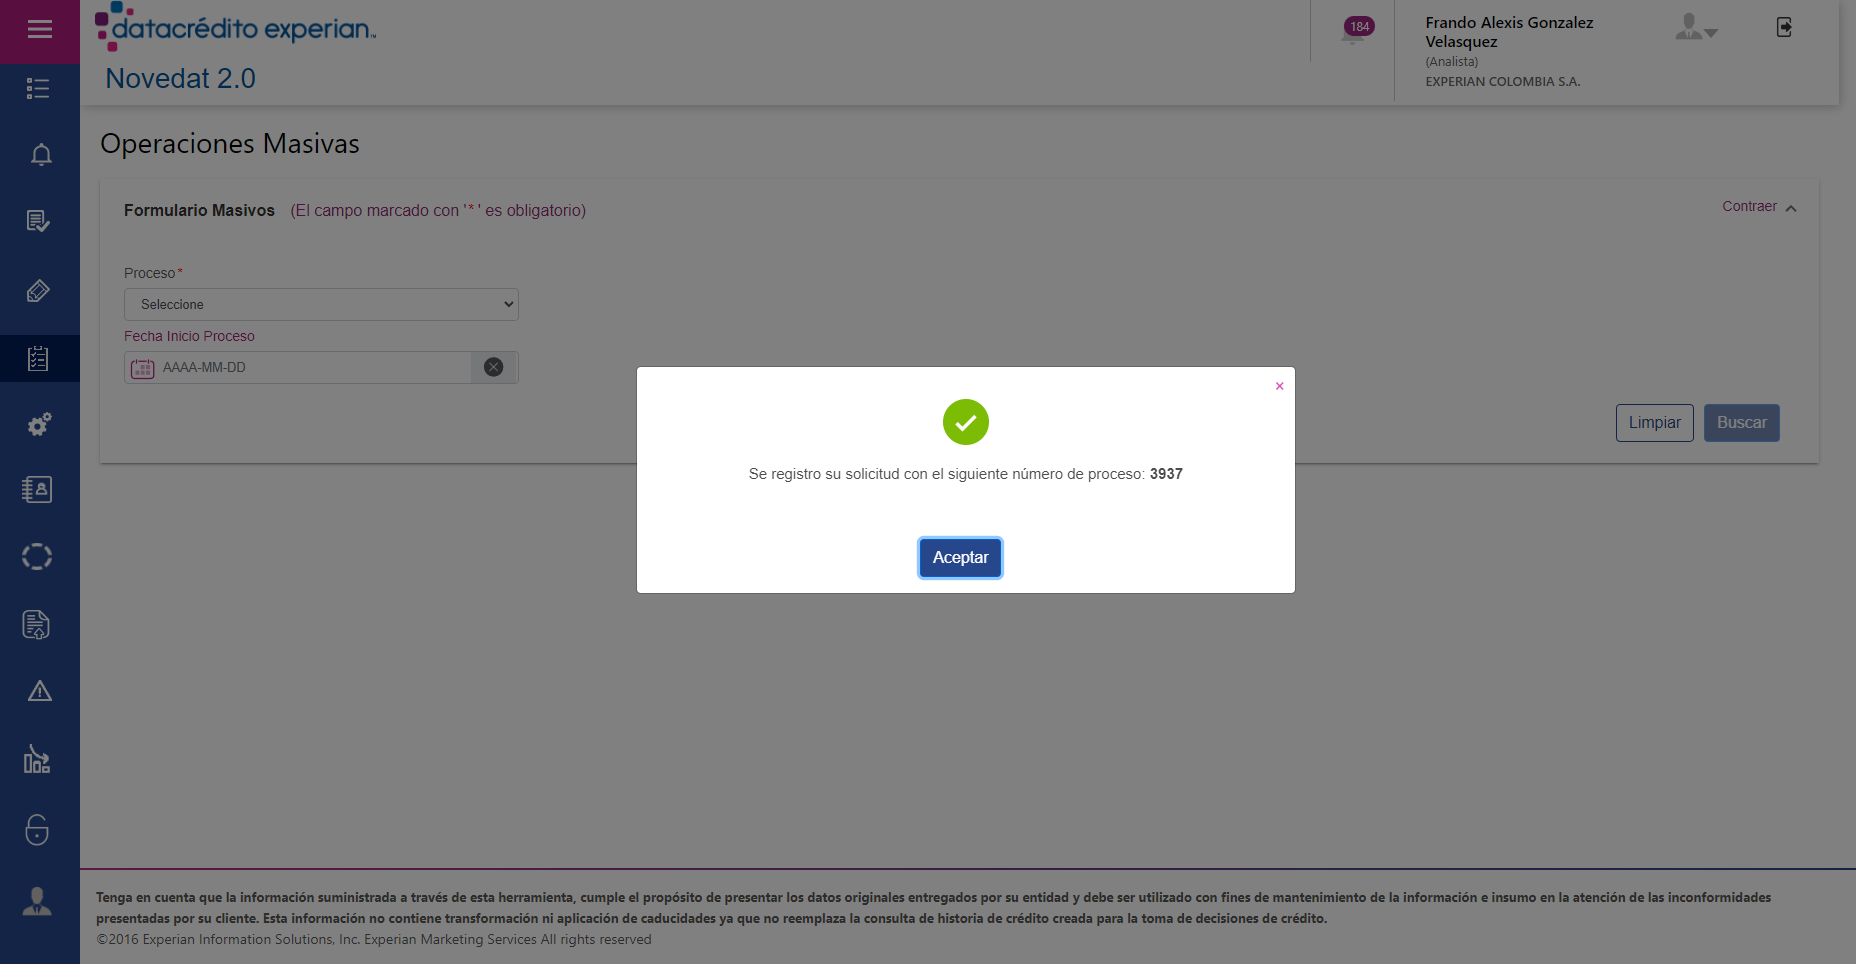 datacrédito experian™
Novedat 2.0
184
Frando Alexis Gonzalez
Velasquez
(Analista)
EXPERIAN COLOMBIA S.A.
Operaciones Masivas
Formulario Masivos (El campo marcado con '*' es obligatorio)
Contraer
Proceso*
Seleccione
Fecha Inicio Proceso
AAAA-MM-DD
Limpiar Buscar
×
Se registro su solicitud con el siguiente número de proceso: 3937
Aceptar
Tenga en cuenta que la información suministrada a través de esta herramienta, cumple el propósito de presentar los datos originales entregados por su entidad y debe ser utilizado con fines de mantenimiento de la información e insumo en la atención de las inconformidades
presentadas por su cliente. Esta información no contiene transformación ni aplicación de caducidades ya que no reemplaza la consulta de historia de crédito creada para la toma de decisiones de crédito.
©2016 Experian Information Solutions, Inc. Experian Marketing Services All rights reserved